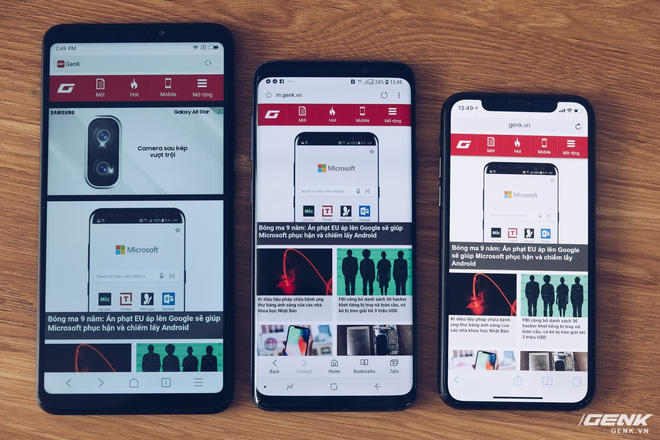 2:49 PM
GenK
G
Mới
Hot
Mobile
Mở rộng
SAMSUNG
Galaxy A8 Star
Camera sau kép
vượt trội
Microsoft
Bóng ma 9 năm: Án phạt EU áp lên Google sẽ giúp
Microsoft phục hận và chiếm lấy Android
1
24% 13:49
m.genk.vn
G
Mới
Hot
Mobile
Mở rộng
Microsoft
Bóng ma 9 năm: Án phạt EU áp lên Google sẽ giúp
Microsoft phục hận và chiếm lấy Android
Kì diệu liệu pháp chữa bệnh
ung thư bằng ánh sáng của
các nhà khoa học Nhật Bản
FBI công bố danh sách 36 hacker
khét tiếng bị truy nã toàn
cầu, có kẻ bị treo giải tới 3
triệu USD
Back
Forward
Home
Bookmarks
Tabs
13:49
genk.vn
G
Mới
Hot
Mobile
Mở rộng
Microsoft
Bóng ma 9 năm: Án phạt EU áp lên Google
sẽ giúp Microsoft phục hận và chiếm lấy
Android
Kì diệu liệu pháp chữa bệnh
ung thư bằng ánh sáng của
các nhà khoa học Nhật Bản
FBI công bố danh sách 36
hacker khét tiếng bị truy nã
toàn cầu, có kẻ bị treo giải tới
3 triệu USD
GENK
GENK.VN